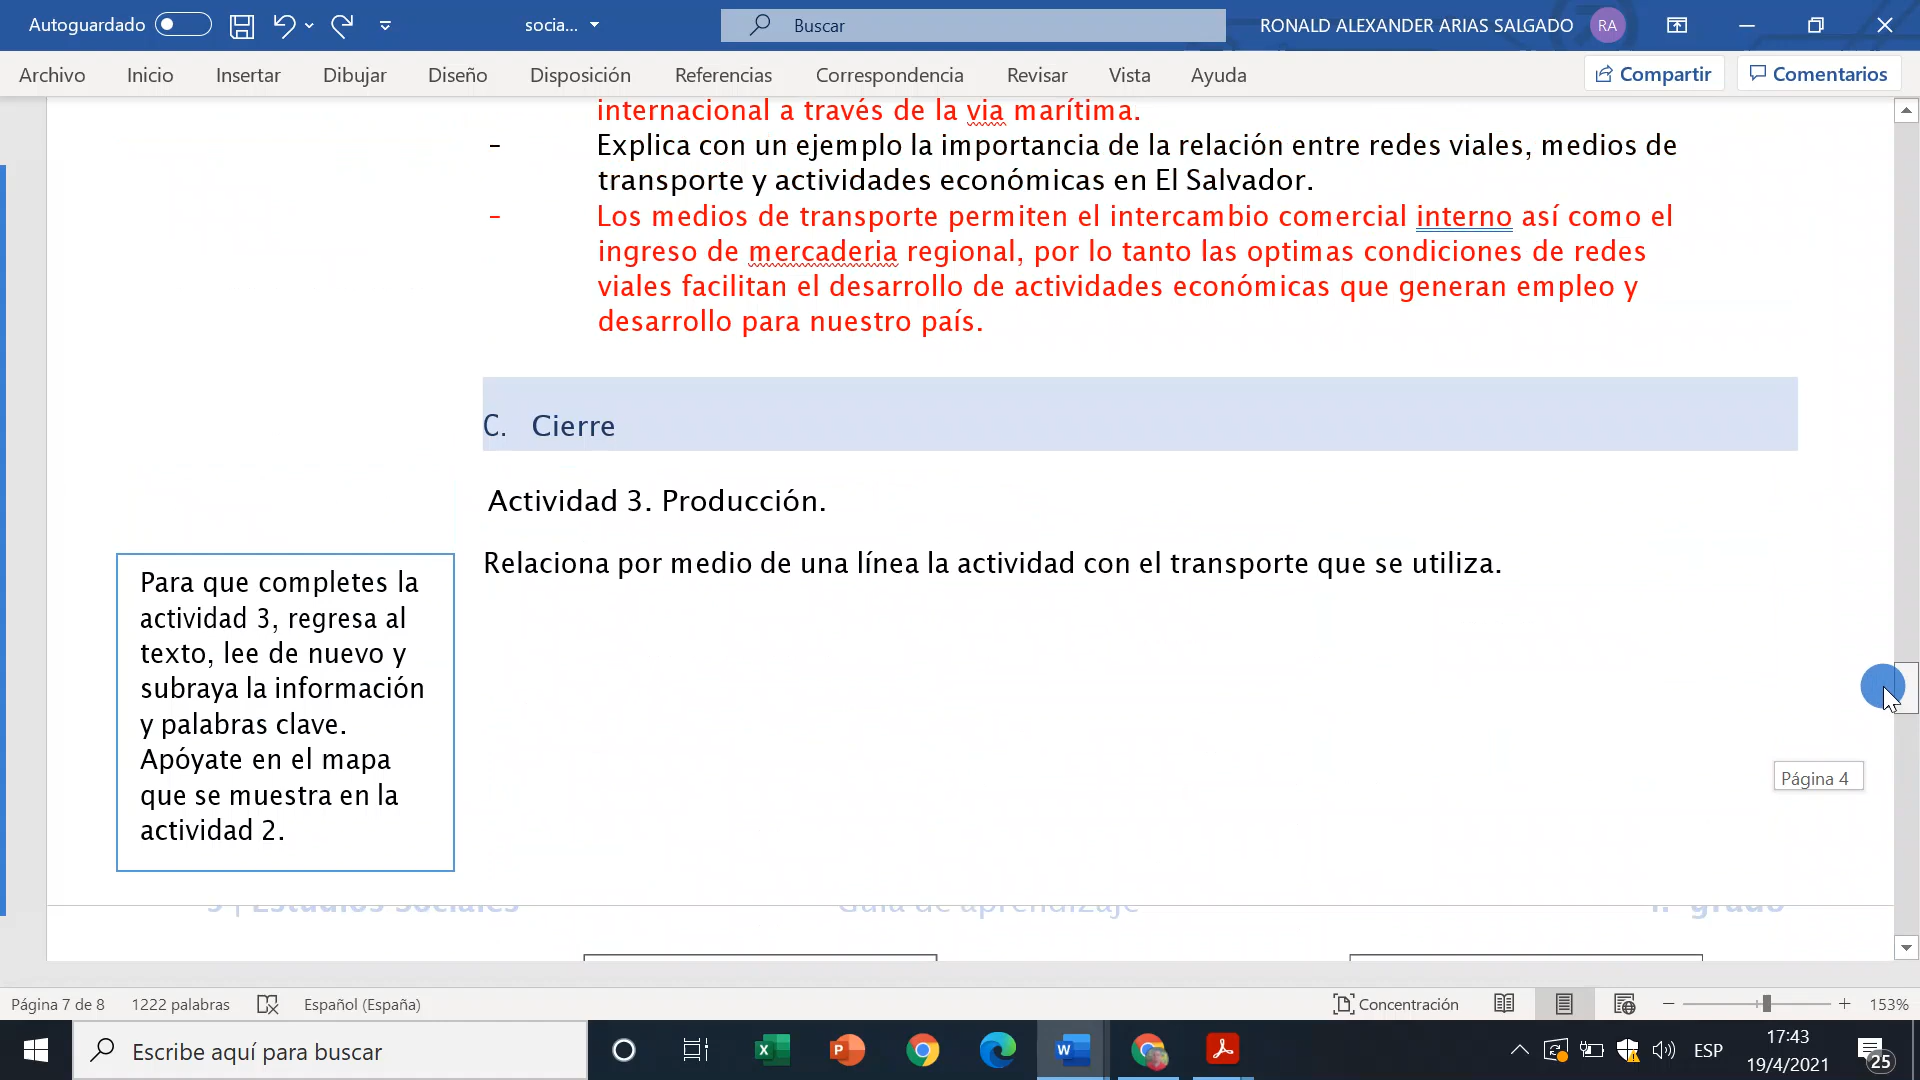 Autoguardado
socia...
Buscar
RONALD ALEXANDER ARIAS SALGADO
RA
Archivo
Inicio
Insertar
Dibujar
Diseño
Disposición
Referencias
Correspondencia
Revisar
Vista
Ayuda
Compartir
Comentarios
internacional a través de la via marítima.
- Explica con un ejemplo la importancia de la relación entre redes viales, medios de
transporte y actividades económicas en El Salvador.
- Los medios de transporte permiten el intercambio comercial interno así como el
ingreso de mercaderia regional, por lo tanto las optimas condiciones de redes
viales facilitan el desarrollo de actividades económicas que generan empleo y
desarrollo para nuestro país.
C. Cierre
Actividad 3. Producción.
Relaciona por medio de una línea la actividad con el transporte que se utiliza.
Para que completes la
actividad 3, regresa al
texto, lee de nuevo y
subraya la información
y palabras clave.
Apóyate en el mapa
que se muestra en la
actividad 2.
Página 4
| Estudios Sociales
Guía de aprendizaje
grado
Página 7 de 8
1222 palabras
Español (España)
Concentración
153%
Escribe aquí para buscar
ESP
17:43
19/4/2021
25